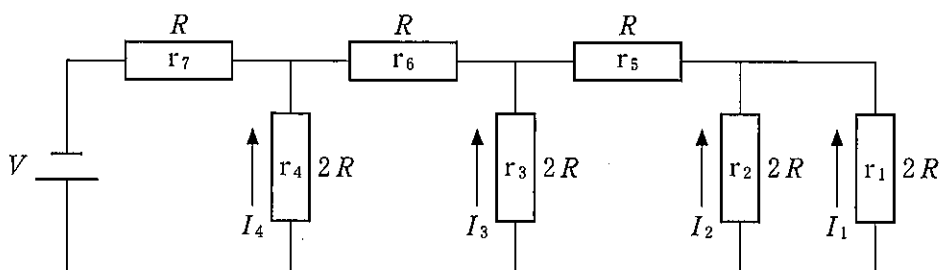 R R R
r₇ r₆ r₅
V r₄ 2R r₃ 2R r₂ 2R r₁ 2R
I₄ I₃ I₂ I₁